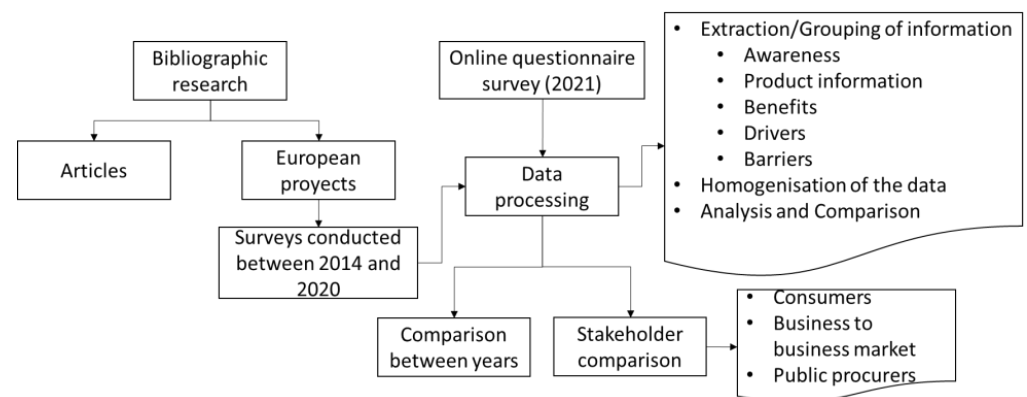 Bibliographic
research
Articles
European
proyects
Surveys conducted
between 2014 and
2020
Online questionnaire
survey (2021)
Data
processing
Comparison
between years
Stakeholder
comparison
• Extraction/Grouping of information
• Awareness
• Product information
• Benefits
• Drivers
• Barriers
• Homogenisation of the data
• Analysis and Comparison
• Consumers
• Business to
business market
• Public procurers